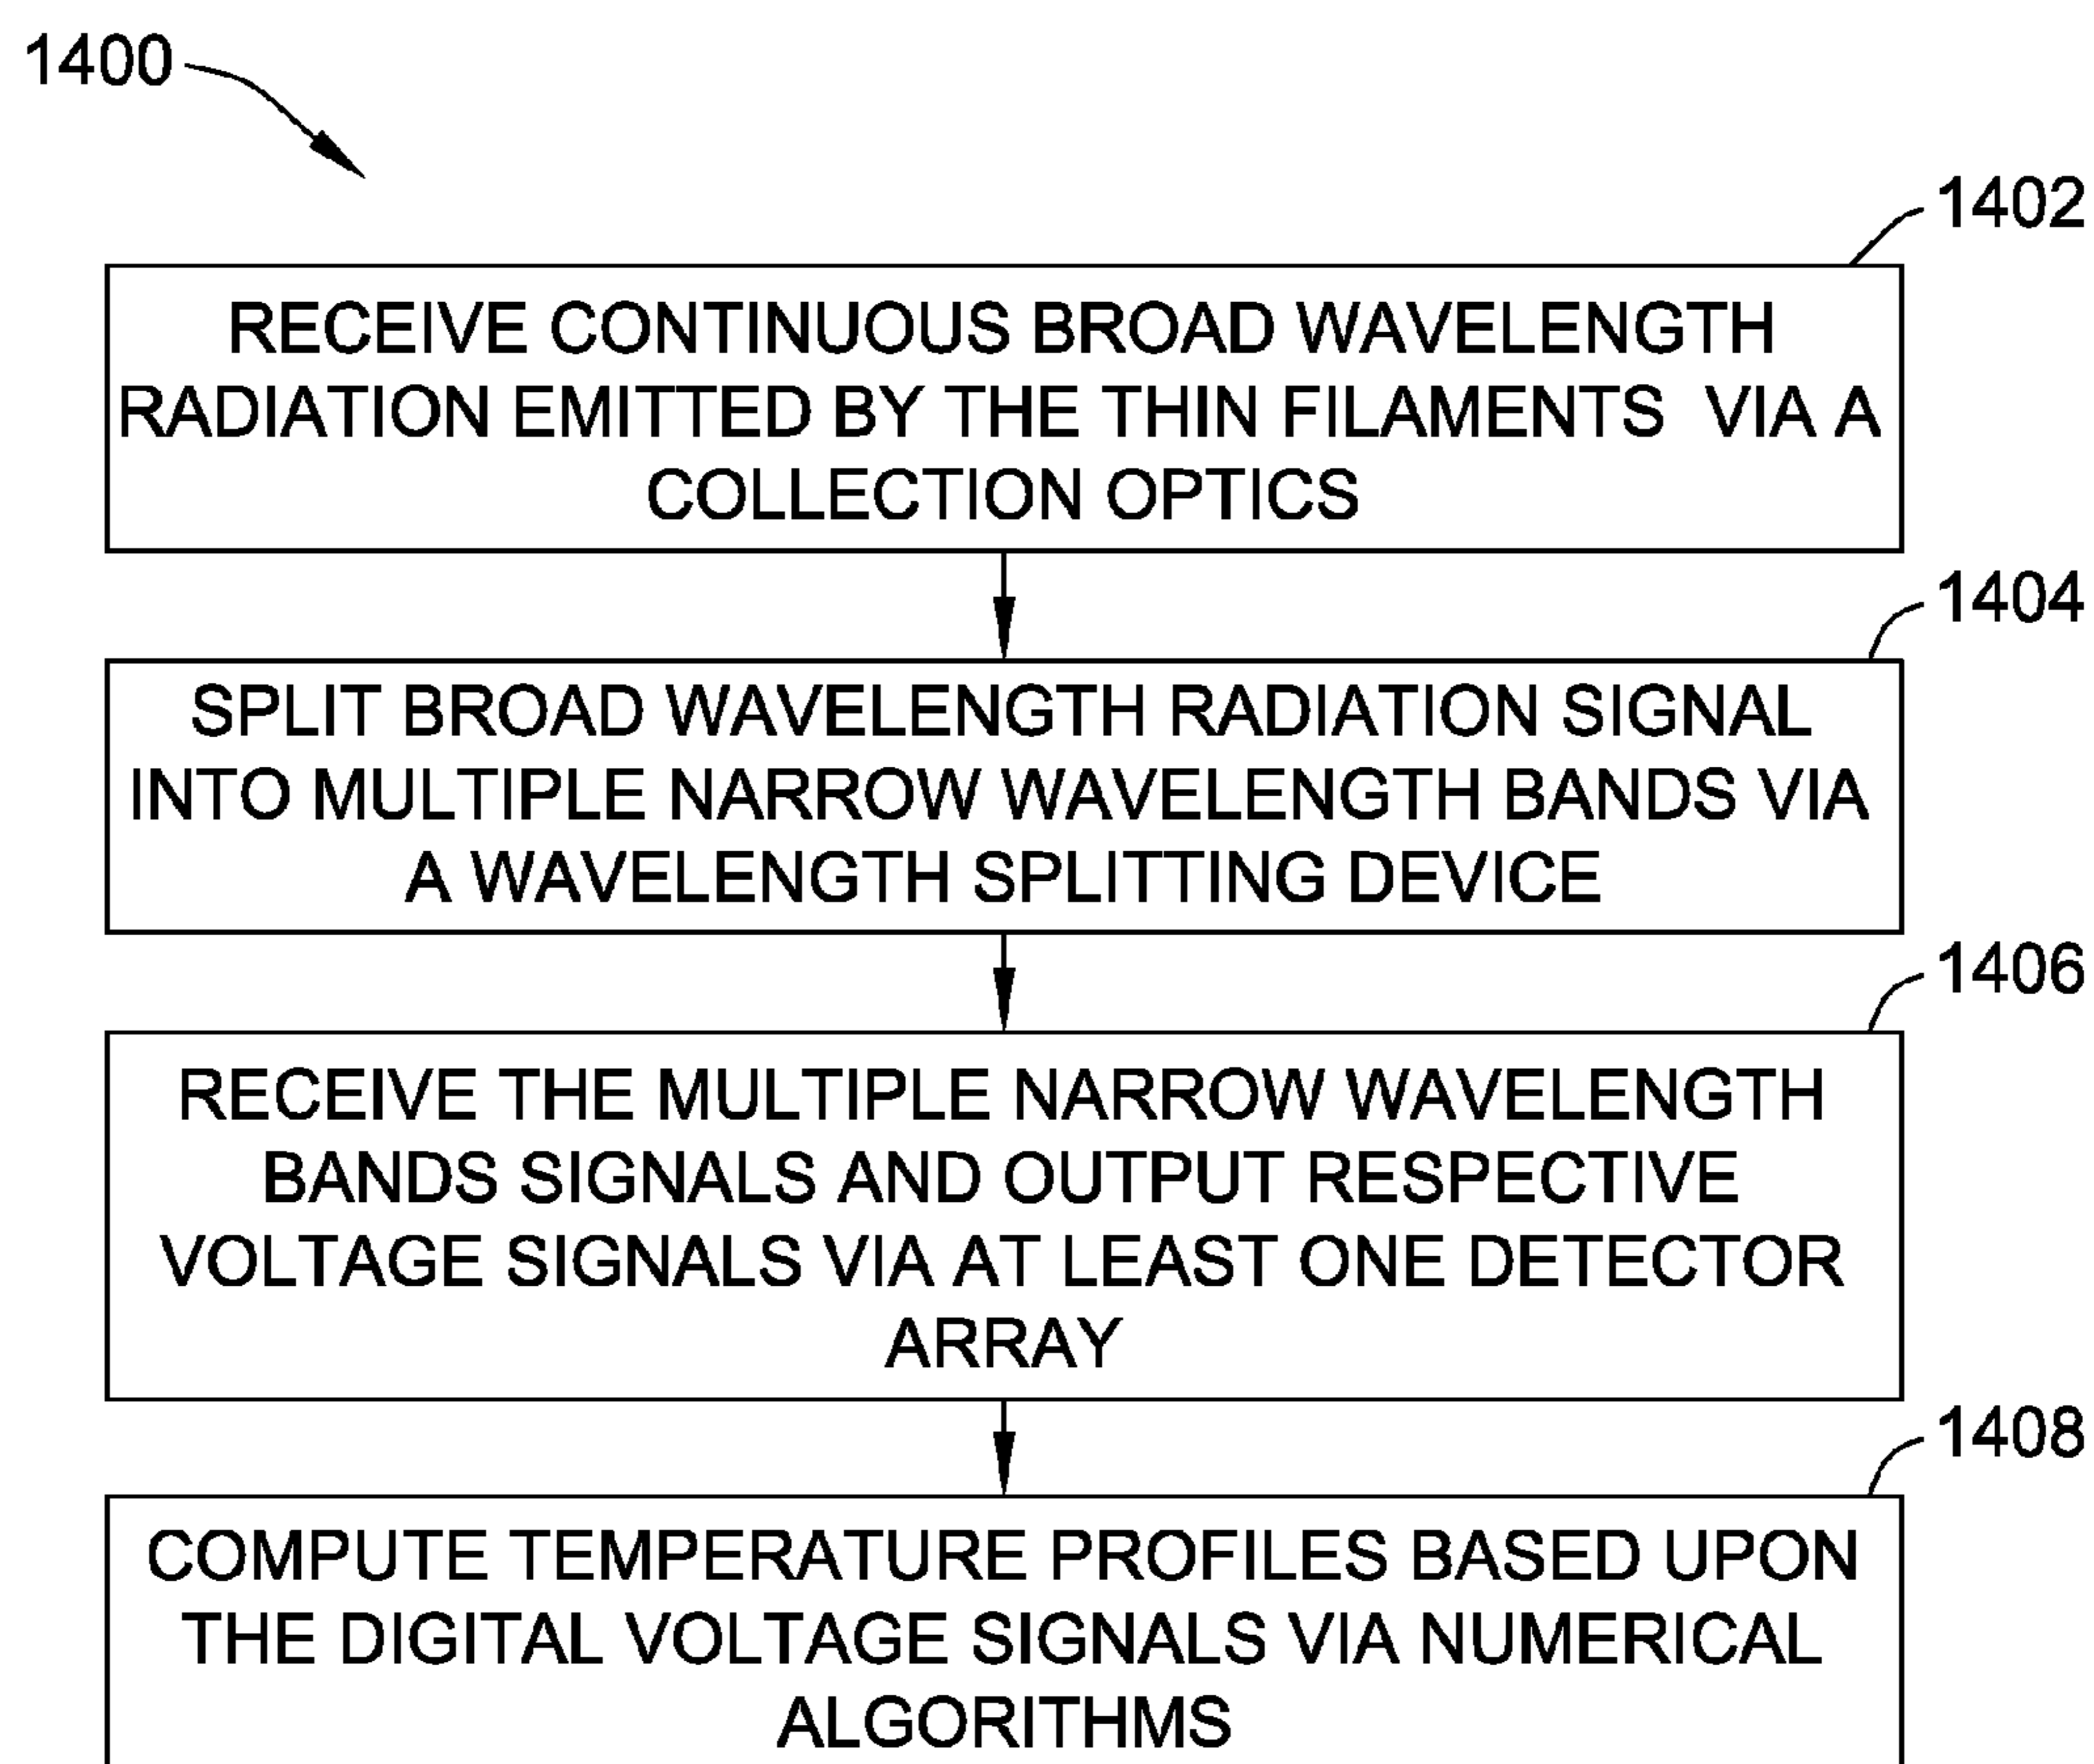 1400
1402
RECEIVE CONTINUOUS BROAD WAVELENGTH
RADIATION EMITTED BY THE THIN FILAMENTS VIA A
COLLECTION OPTICS
1404
SPLIT BROAD WAVELENGTH RADIATION SIGNAL
INTO MULTIPLE NARROW WAVELENGTH BANDS VIA
A WAVELENGTH SPLITTING DEVICE
1406
RECEIVE THE MULTIPLE NARROW WAVELENGTH
BANDS SIGNALS AND OUTPUT RESPECTIVE
VOLTAGE SIGNALS VIA AT LEAST ONE DETECTOR
ARRAY
1408
COMPUTE TEMPERATURE PROFILES BASED UPON
THE DIGITAL VOLTAGE SIGNALS VIA NUMERICAL
ALGORITHMS